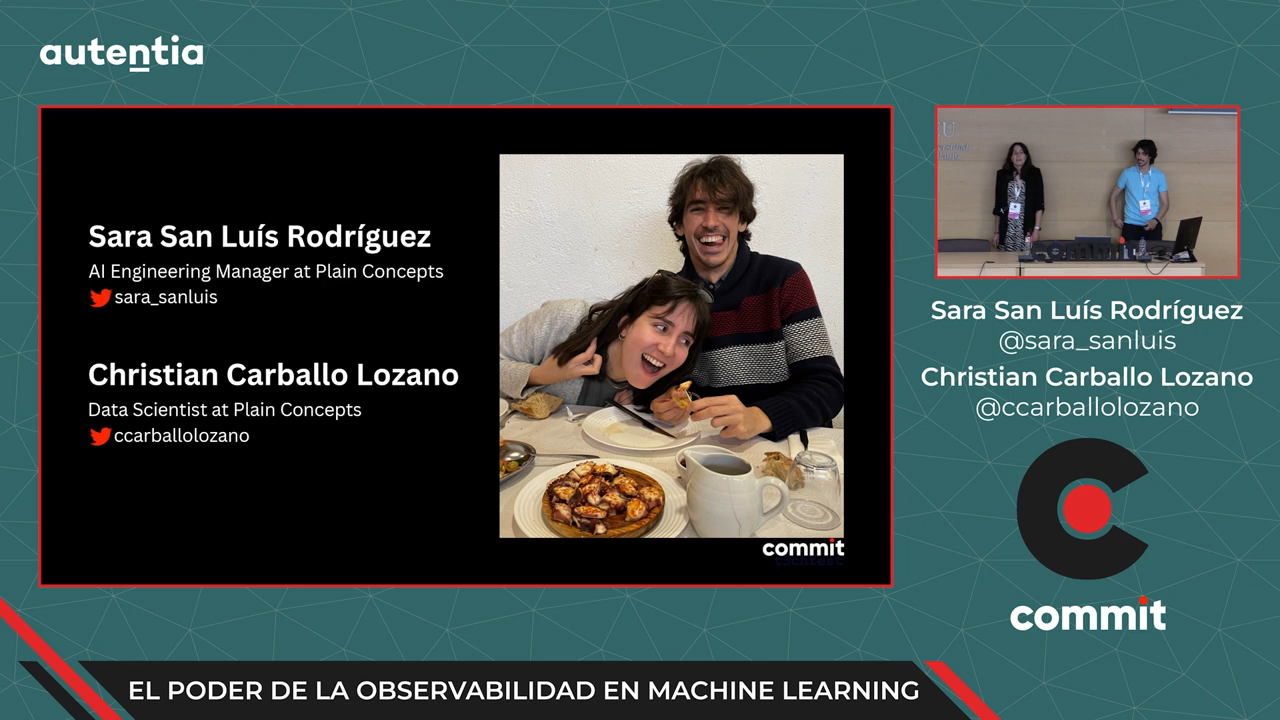 autentia
Sara San Luís Rodríguez
AI Engineering Manager at Plain Concepts
sara_sanluis
Christian Carballo Lozano
Data Scientist at Plain Concepts
ccarballolozano
commit
Sara San Luís Rodríguez
@sara_sanluis
Christian Carballo Lozano
@ccarballolozano
commit
EL PODER DE LA OBSERVABILIDAD EN MACHINE LEARNING